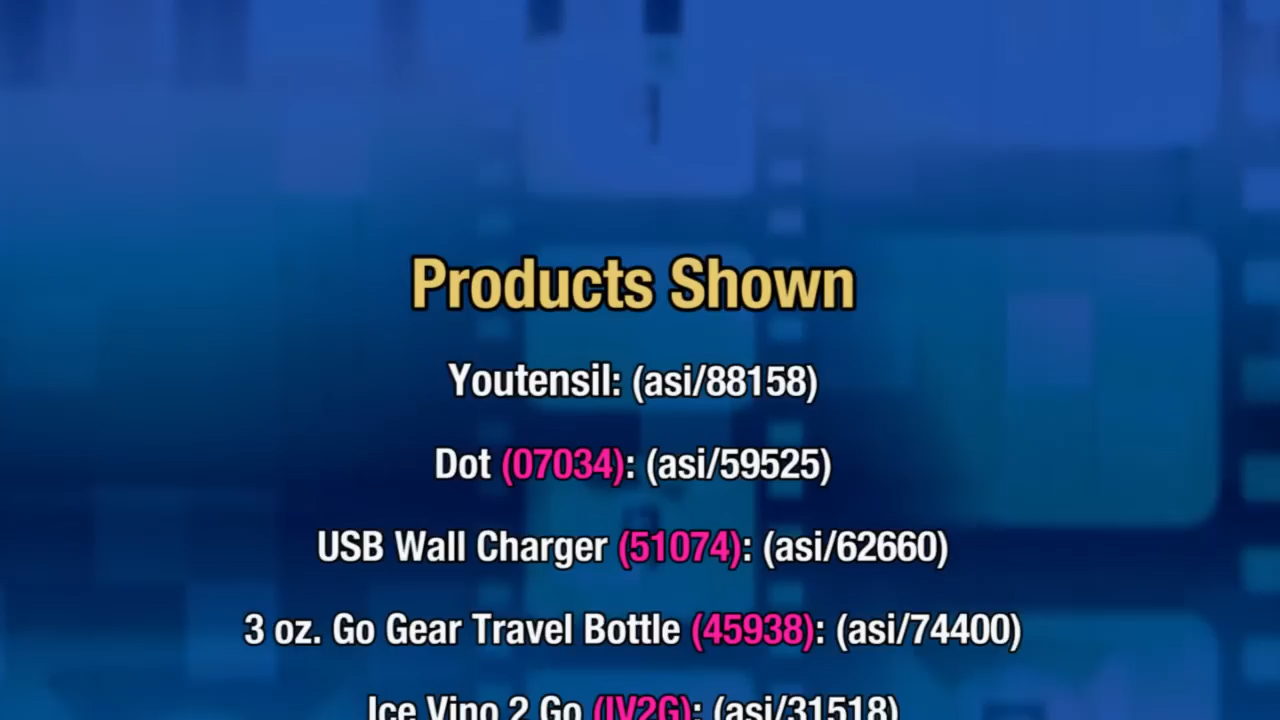 Products Shown
Youtensil: (asi/88158)
Dot (07034): (asi/59525)
USB Wall Charger (51074): (asi/62660)
3 oz. Go Gear Travel Bottle (45938): (asi/74400)
Ice Vino 2 Go (IV2G): (asi/31518)